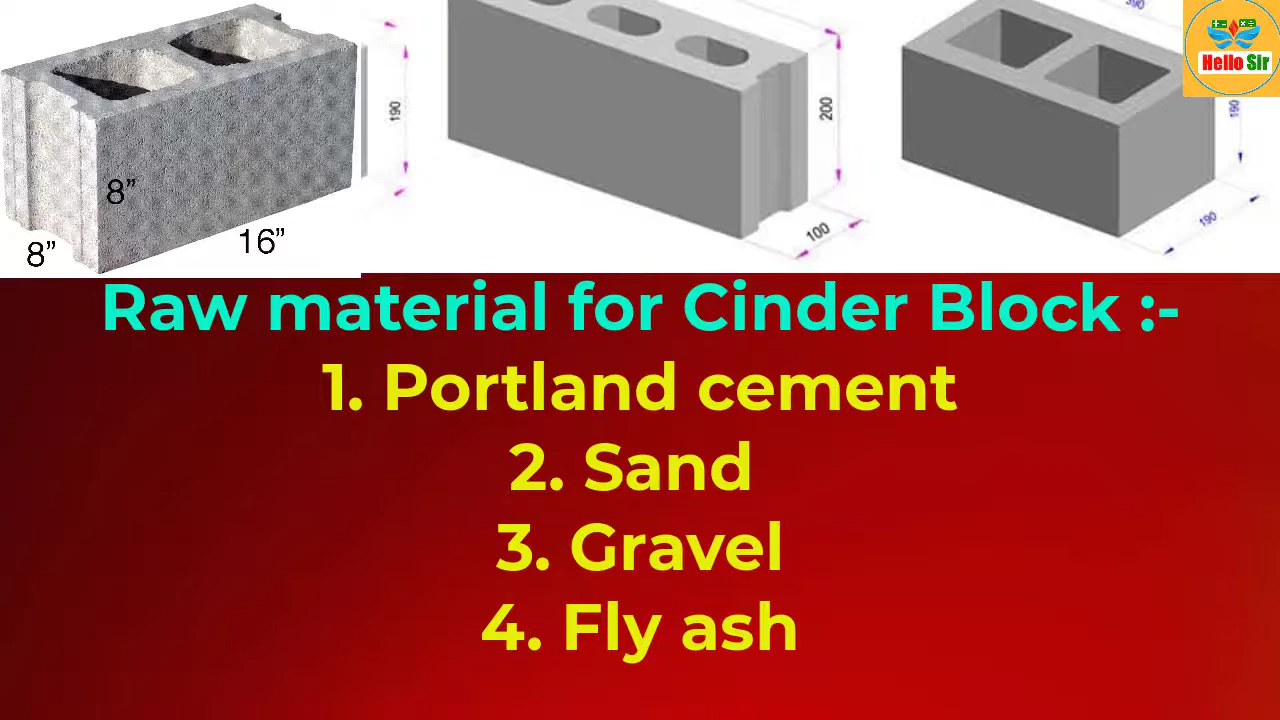 390
Hello Sir
190
200
190
8”
16”
8”
100
190
Raw material for Cinder Block :-
1. Portland cement
2. Sand
3. Gravel
4. Fly ash